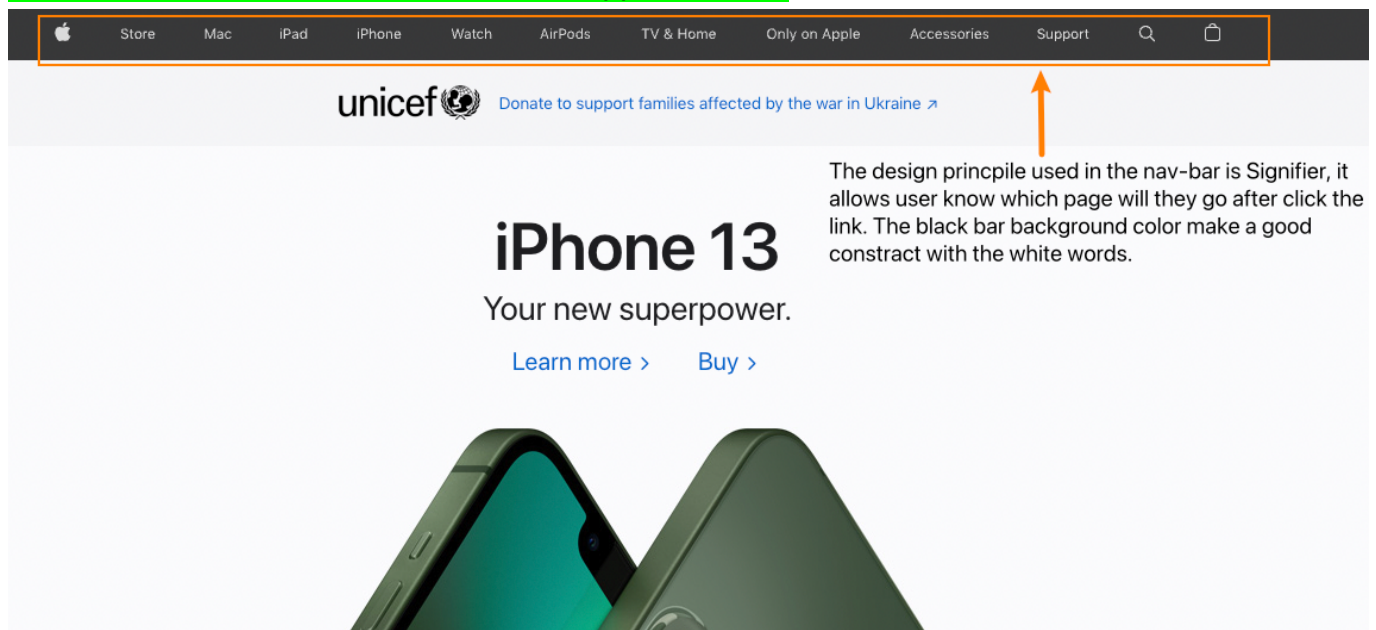 Store Mac iPad iPhone Watch AirPods TV & Home Only on Apple Accessories Support
unicef Donate to support families affected by the war in Ukraine ↗
The design princpile used in the nav-bar is Signifier, it
allows user know which page will they go after click the
link. The black bar background color make a good
constract with the white words.
iPhone 13
Your new superpower.
Learn more > Buy >